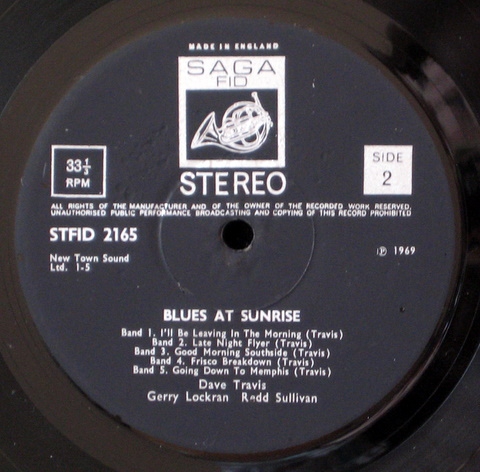 MADE IN ENGLAND
SAGA
FID
STEREO
33⅓
RPM
SIDE
2
ALL RIGHTS OF THE MANUFACTURER AND OF THE OWNER OF THE RECORDED WORK RESERVED.
UNAUTHORISED PUBLIC PERFORMANCE BROADCASTING AND COPYING OF THIS RECORD PROHIBITED
STFID 2165
New Town Sound
Ltd. 1-5
℗ 1969
BLUES AT SUNRISE
Band 1. I'll Be Leaving In The Morning (Travis)
Band 2. Late Night Flyer (Travis)
Band 3. Good Morning Southside (Travis)
Band 4. Frisco Breakdown (Travis)
Band 5. Going Down To Memphis (Travis)
Dave Travis
Gerry Lockran Redd Sullivan